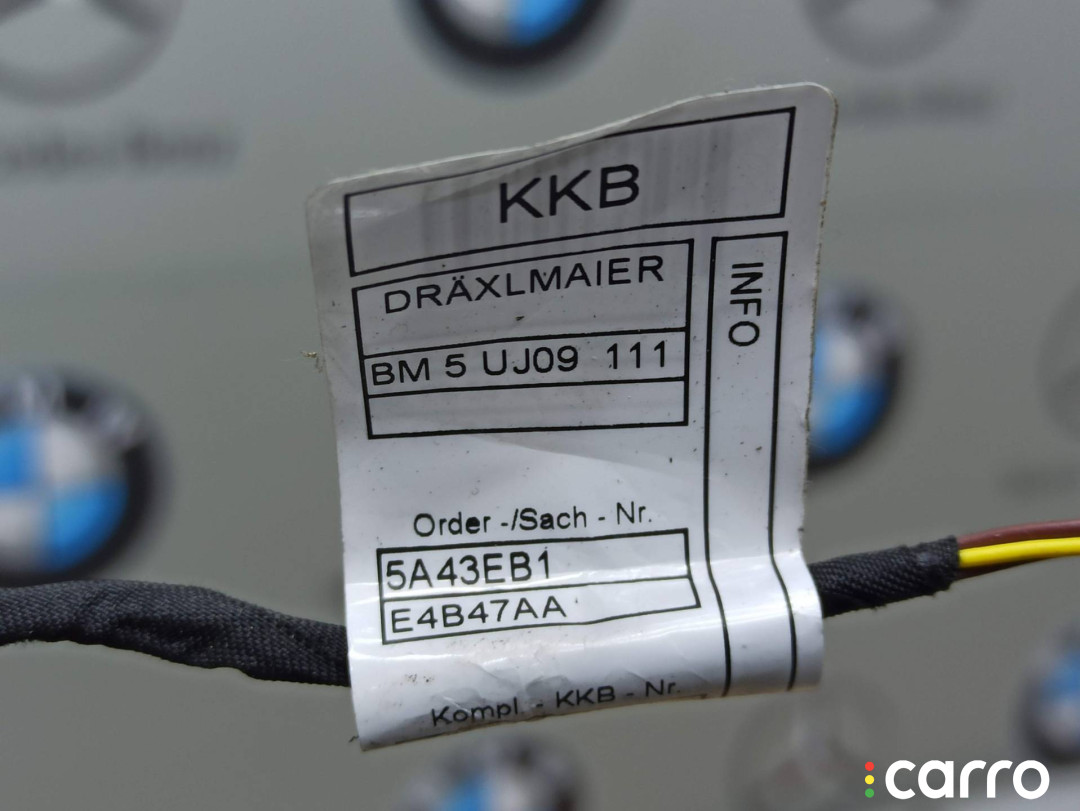 KKB
DRÄXLMAIER
BM 5 UJ09 111
INFO
Order -/Sach - Nr.
5A43EB1
E4B47AA
Kompl. - KKB - Nr.
carro